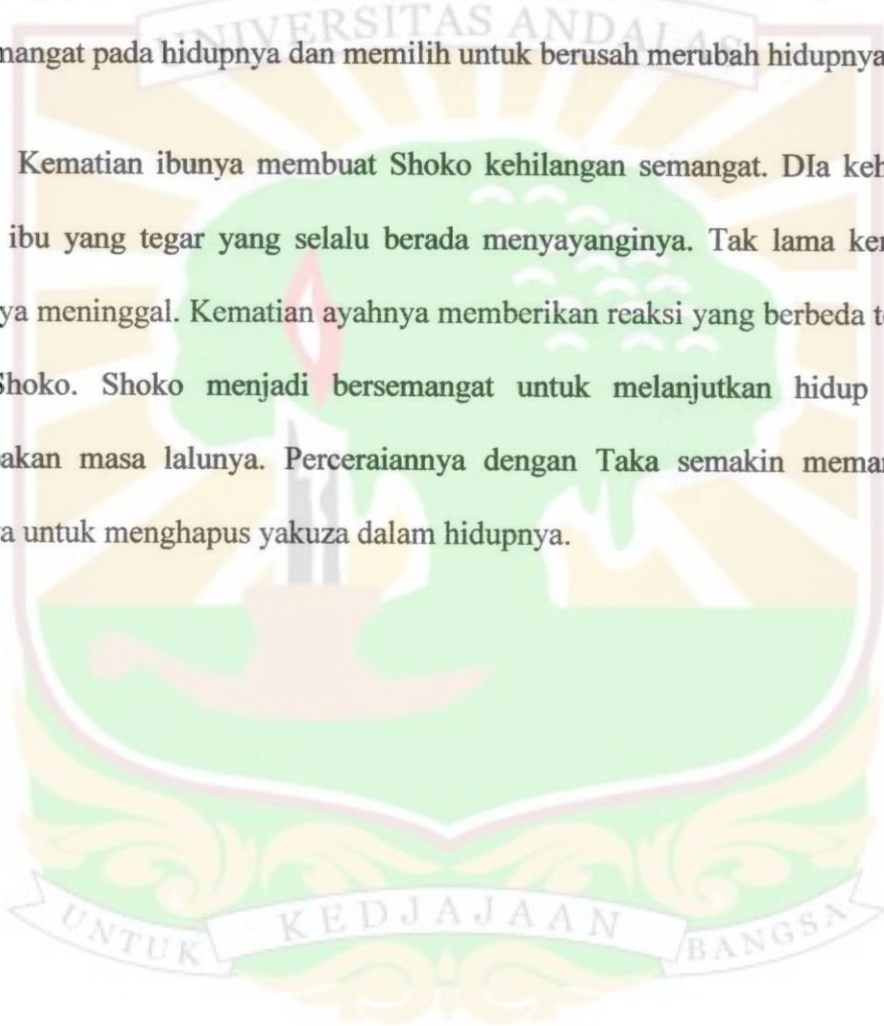 UNIVERSITAS ANDALAS
mangat pada hidupnya dan memilih untuk berusah merubah hidupnya
Kematian ibunya membuat Shoko kehilangan semangat. DIa keh
ibu yang tegar yang selalu berada menyayanginya. Tak lama ker
ya meninggal. Kematian ayahnya memberikan reaksi yang berbeda te
Shoko. Shoko menjadi bersemangat untuk melanjutkan hidup
akan masa lalunya. Perceraiannya dengan Taka semakin meman
a untuk menghapus yakuza dalam hidupnya.
UNTUK KEDJAJAAN BANGSA